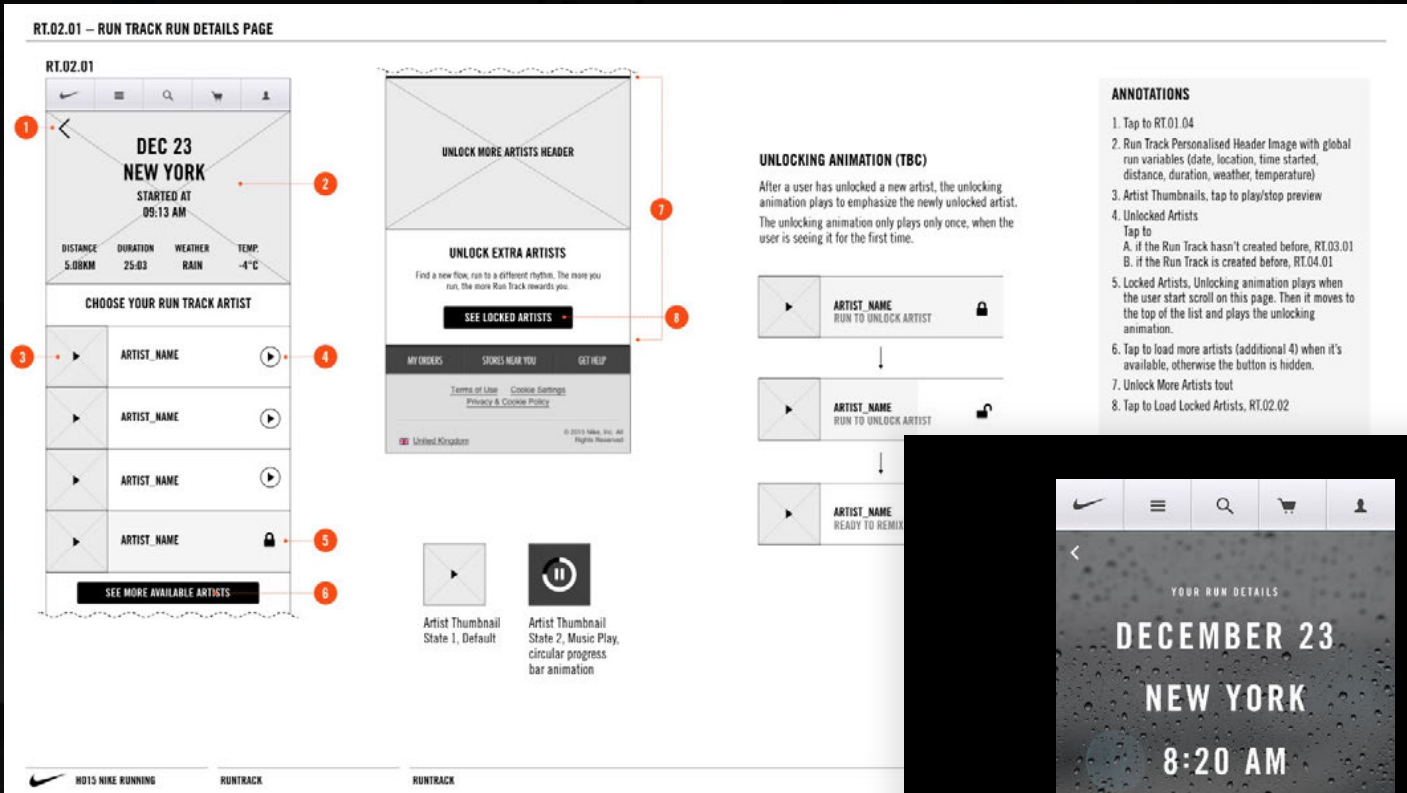 RT.02.01 – RUN TRACK RUN DETAILS PAGE
RT.02.01
1
DEC 23
NEW YORK
STARTED AT
09:13 AM
2
DISTANCE DURATION WEATHER TEMP.
5.08KM 25:03 RAIN -4°C
CHOOSE YOUR RUN TRACK ARTIST
3
ARTIST_NAME
4
ARTIST_NAME
ARTIST_NAME
ARTIST_NAME
5
SEE MORE AVAILABLE ARTISTS
6
UNLOCK MORE ARTISTS HEADER
7
UNLOCK EXTRA ARTISTS
Find a new flow, run to a different rhythm. The more you
run, the more Run Track rewards you.
SEE LOCKED ARTISTS
8
MY ORDERS STORES NEAR YOU GET HELP
Terms of Use Cookie Settings
Privacy & Cookie Policy
United Kingdom
© 2015 Nike, Inc. All
Rights Reserved
Artist Thumbnail
State 1, Default
Artist Thumbnail
State 2, Music Play,
circular progress
bar animation
UNLOCKING ANIMATION (TBC)
After a user has unlocked a new artist, the unlocking
animation plays to emphasize the newly unlocked artist.
The unlocking animation only plays only once, when the
user is seeing it for the first time.
ARTIST_NAME
RUN TO UNLOCK ARTIST
ARTIST_NAME
RUN TO UNLOCK ARTIST
ARTIST_NAME
READY TO REMIX
ANNOTATIONS
1. Tap to RT.01.04
2. Run Track Personalised Header Image with global
run variables (date, location, time started,
distance, duration, weather, temperature)
3. Artist Thumbnails, tap to play/stop preview
4. Unlocked Artists
Tap to
A. if the Run Track hasn't created before, RT.03.01
B. if the Run Track is created before, RT.04.01
5. Locked Artists, Unlocking animation plays when
the user start scroll on this page. Then it moves to
the top of the list and plays the unlocking
animation.
6. Tap to load more artists (additional 4) when it's
available, otherwise the button is hidden.
7. Unlock More Artists tout
8. Tap to Load Locked Artists, RT.02.02
YOUR RUN DETAILS
DECEMBER 23
NEW YORK
8:20 AM
HO15 NIKE RUNNING
RUNTRACK
RUNTRACK